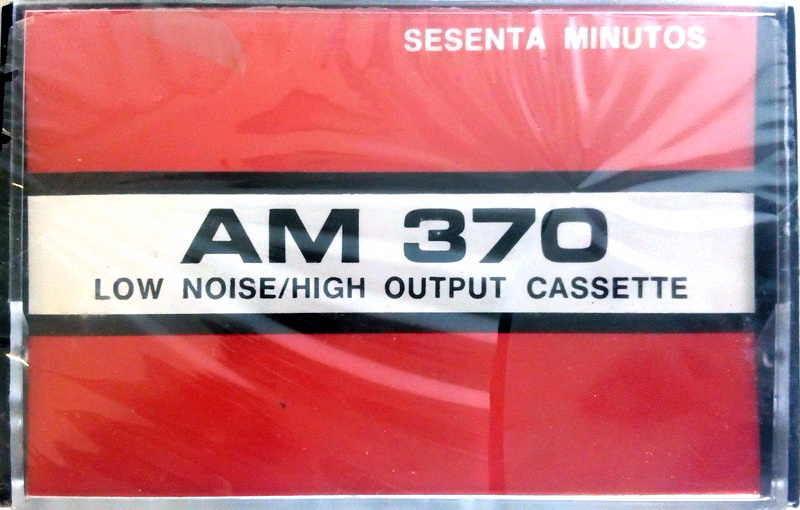 SESENTA MINUTOS
AM 370
LOW NOISE/HIGH OUTPUT CASSETTE